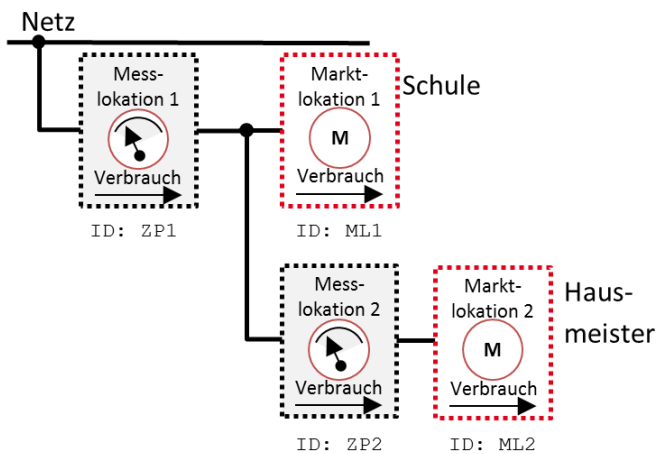 Netz
Mess-
lokation 1
Verbrauch
ID: ZP1
Markt-
lokation 1
M
Verbrauch
ID: ML1
Schule
Mess-
lokation 2
Verbrauch
ID: ZP2
Markt-
lokation 2
M
Verbrauch
ID: ML2
Haus-
meister